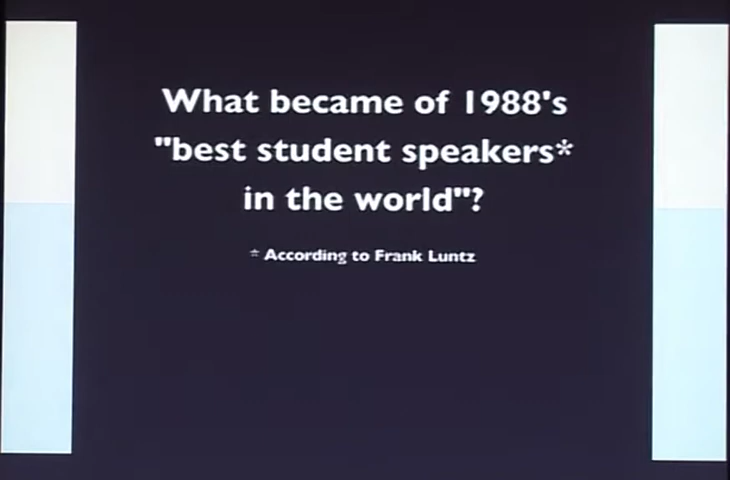 What became of 1988's
"best student speakers*
in the world"?
* According to Frank Luntz